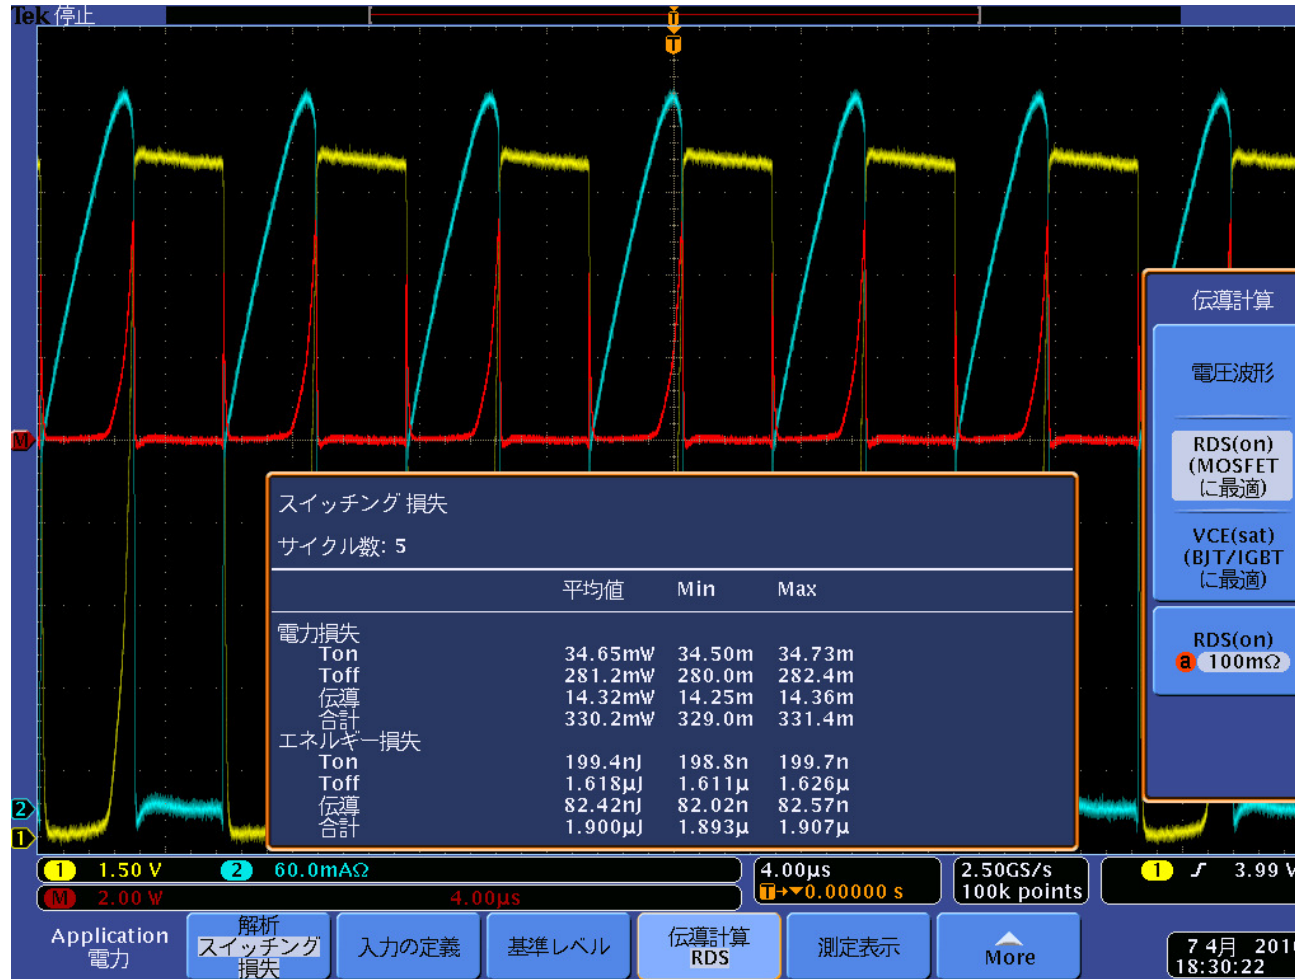 Tek 停止
T
T
伝導計算
電圧波形
M
RDS(on)
(MOSFET
に最適)
VCE(sat)
(BJT/IGBT
に最適)
RDS(on)
a 100mΩ
スイッチング 損失
サイクル数: 5
平均値 Min Max
電力損失
Ton 34.65mW 34.50m 34.73m
Toff 281.2mW 280.0m 282.4m
伝導 14.32mW 14.25m 14.36m
合計 330.2mW 329.0m 331.4m
エネルギー損失
Ton 199.4nJ 198.8n 199.7n
Toff 1.618µJ 1.611µ 1.626µ
伝導 82.42nJ 82.02n 82.57n
合計 1.900µJ 1.893µ 1.907µ
2
1
1 1.50 V 2 60.0mAΩ 4.00µs 2.50GS/s 1 3.99 V
T→▼0.00000 s 100k points
M 2.00 W 4.00µs
Application
電力
解析
スイッチング
損失
入力の定義
基準レベル
伝導計算
RDS
測定表示
More
7 4月 201
18:30:22